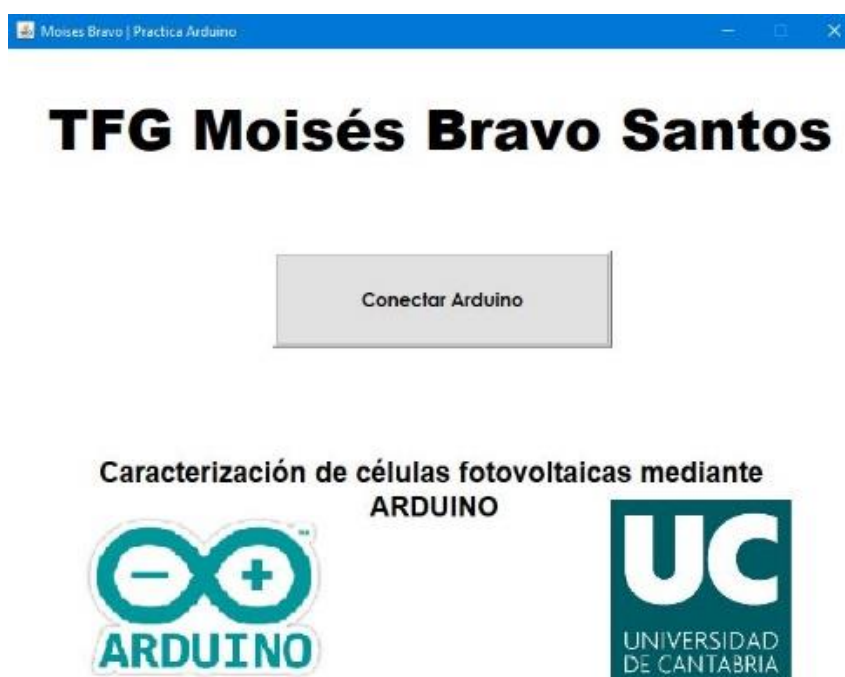 Moises Bravo | Practica Arduino
TFG Moisés Bravo Santos
Conectar Arduino
Caracterización de células fotovoltaicas mediante
ARDUINO
ARDUINO
TM
UC
UNIVERSIDAD
DE CANTABRIA